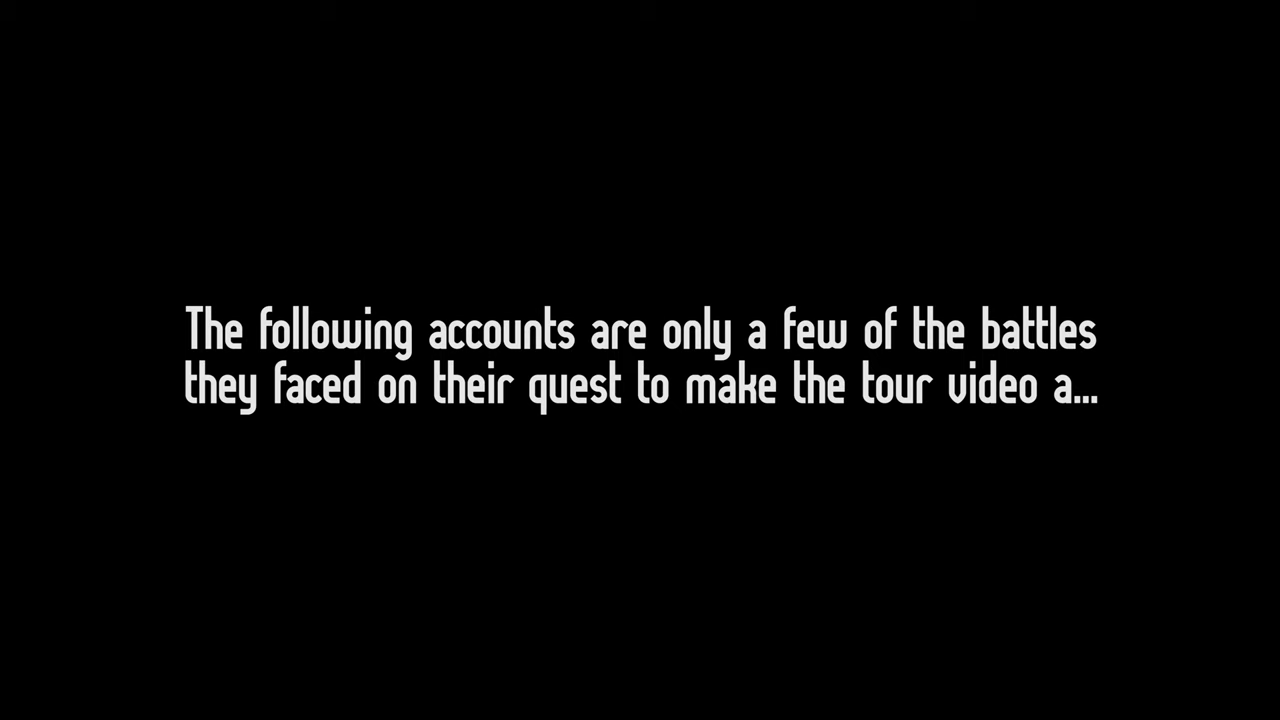 The following accounts are only a few of the battles
they faced on their quest to make the tour video a...